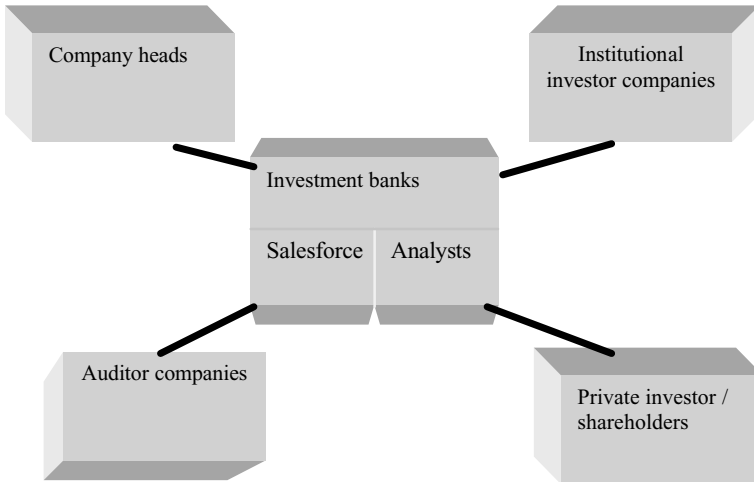 Company heads
Institutional
investor companies
Investment banks
Salesforce
Analysts
Auditor companies
Private investor /
shareholders